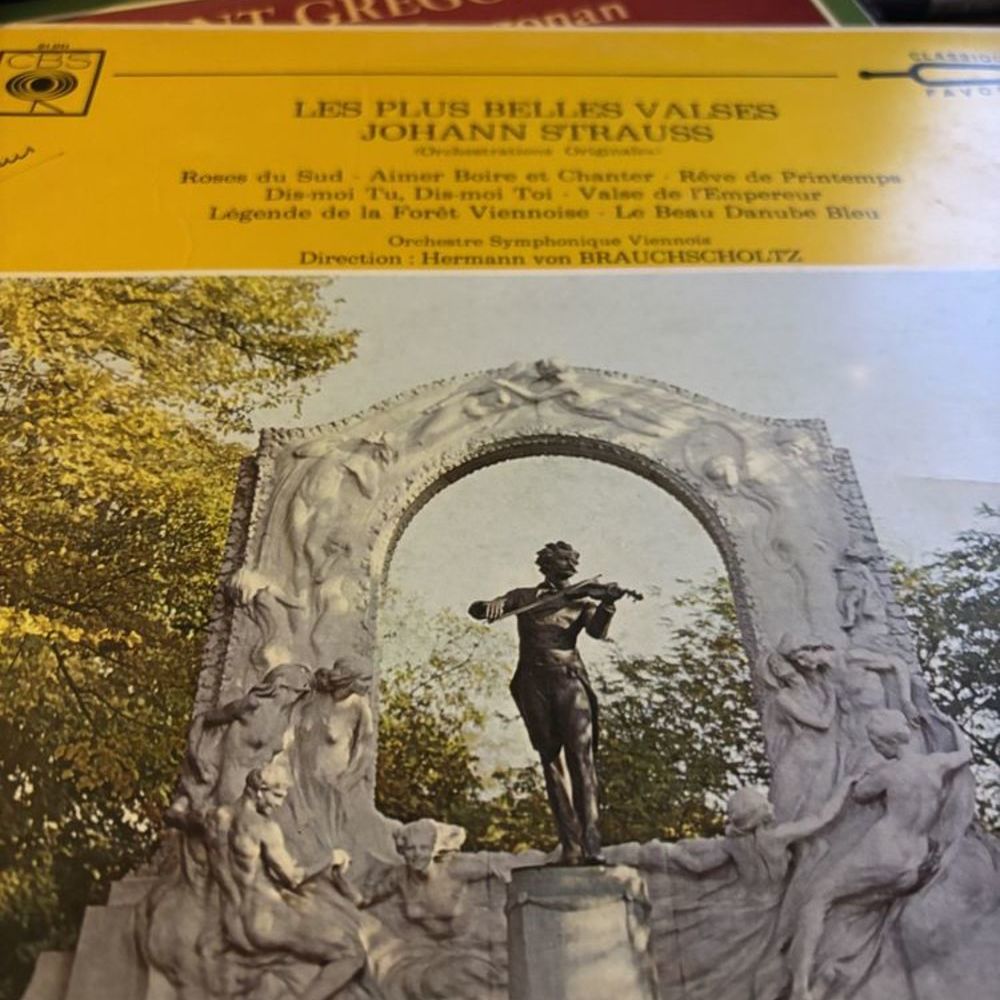 CBS
LES PLUS BELLES VALSES
JOHANN STRAUSS
(Orchestrations Originales)
Roses du Sud - Aimer Boire et Chanter - Rêve de Printemps
Dis-moi Tu, Dis-moi Toi - Valse de l'Empereur
Légende de la Forêt Viennoise - Le Beau Danube Bleu
Orchestre Symphonique Viennois
Direction : Hermann von BRAUCHSCHOLTZ